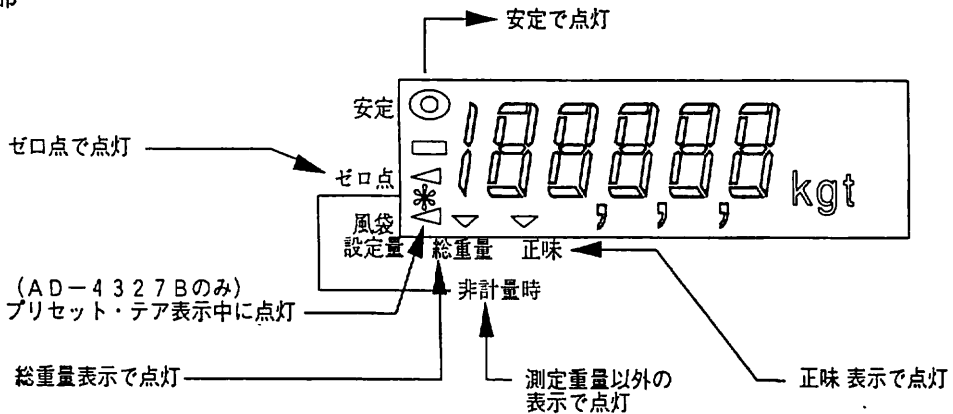 安定で点灯
安定
188888
kgt
ゼロ点で点灯
ゼロ点
風袋
設定量
総重量
正味
(AD-4327Bのみ)
プリセット・テア表示中に点灯
非計量時
総重量表示で点灯
測定重量以外の
表示で点灯
正味 表示で点灯